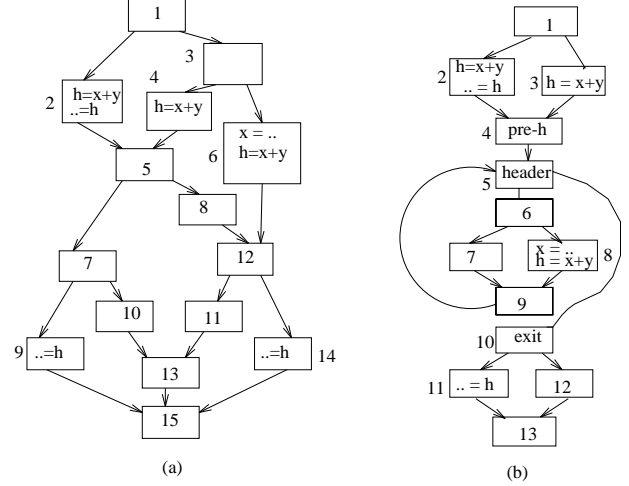 1
3
4
2
h=x+y
..=h
h=x+y
6
x = ..
h=x+y
5
8
7
12
10
11
9
..=h
..=h
14
13
15
(a)
1
2
h=x+y
.. = h
3
h = x+y
4
pre-h
header
5
6
7
x = ..
h = x+y
8
9
10
exit
11
.. = h
12
13
(b)